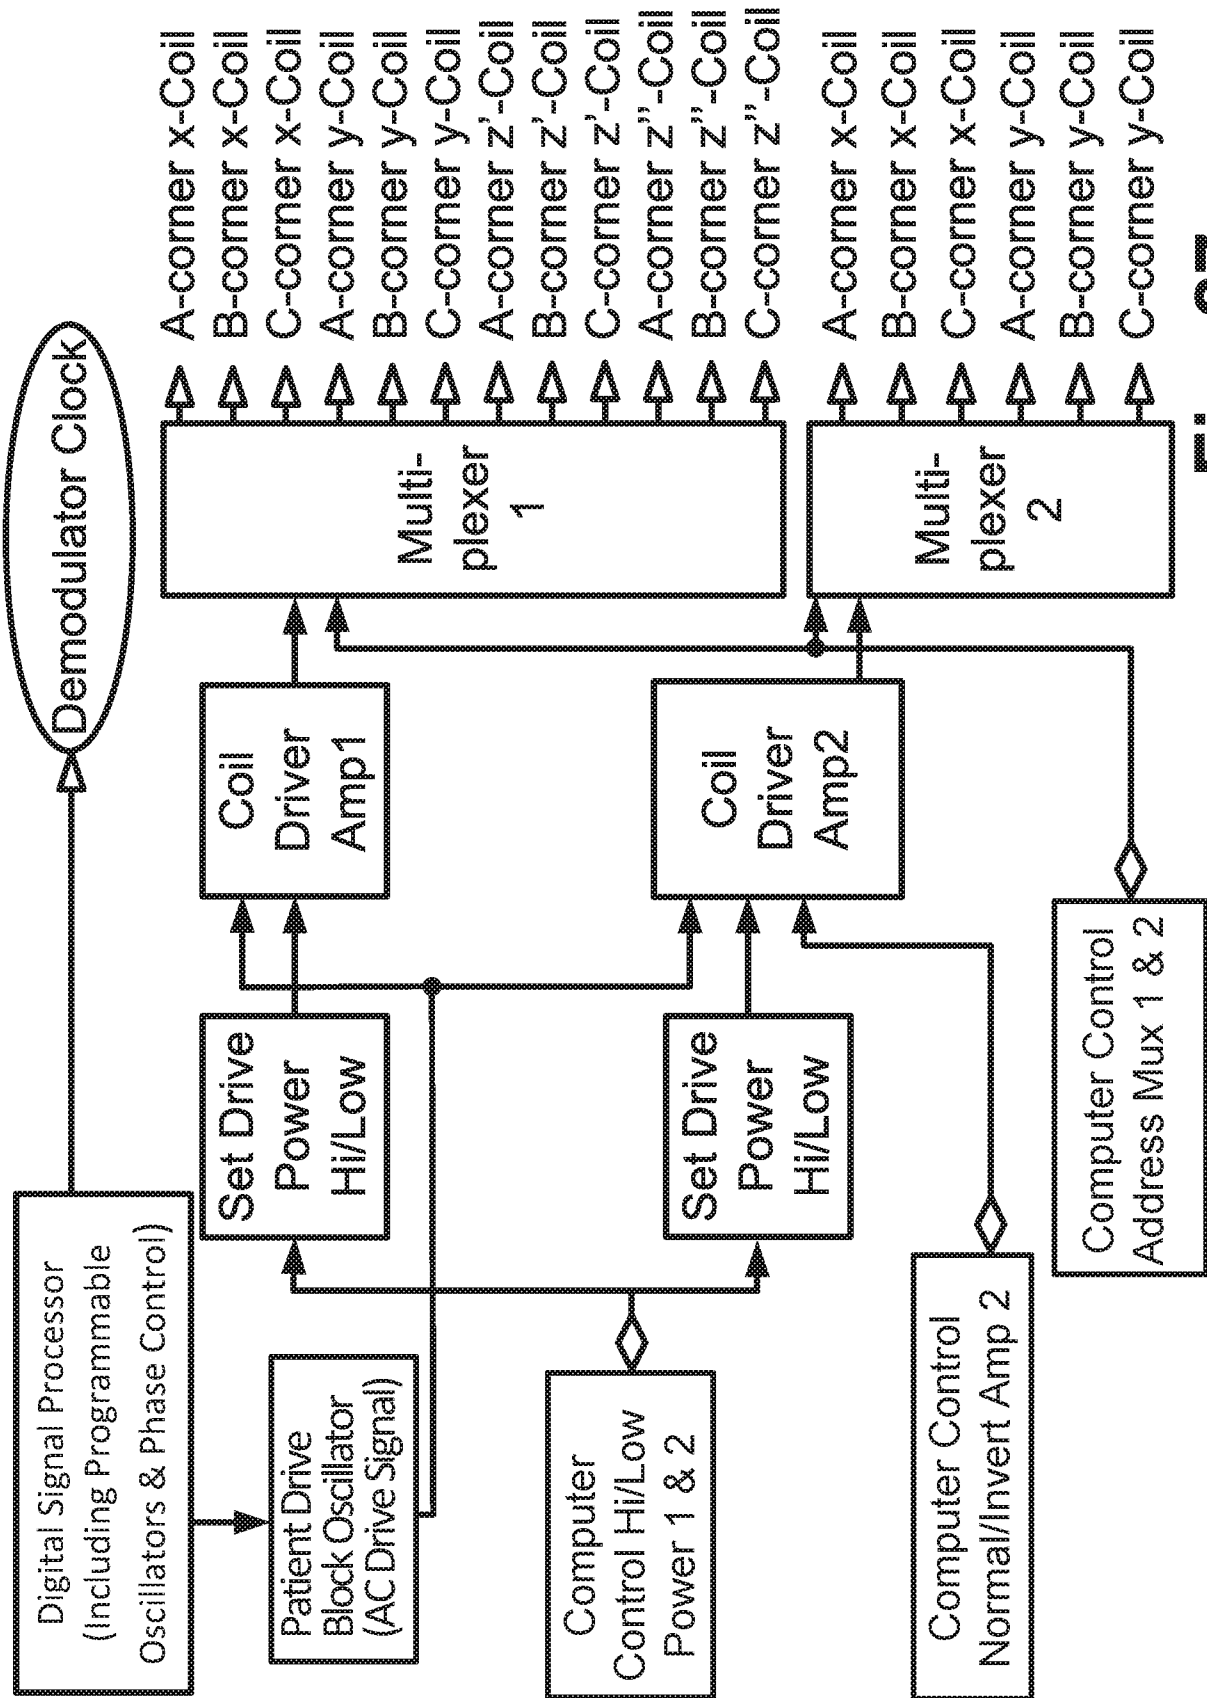 Digital Signal Processor
(Including Programmable
Oscillators & Phase Control)
Demodulator Clock
Patient Drive
Block Oscillator
(AC Drive Signal)
Set Drive
Power
Hi/Low
Coil
Driver
Amp1
Multi-
plexer
1
A-corner x-Coil
B-corner x-Coil
C-corner x-Coil
A-corner y-Coil
B-corner y-Coil
C-corner y-Coil
A-corner z'-Coil
B-corner z'-Coil
C-corner z'-Coil
A-corner z''-Coil
B-corner z''-Coil
C-corner z''-Coil
Computer
Control Hi/Low
Power 1 & 2
Set Drive
Power
Hi/Low
Coil
Driver
Amp2
Multi-
plexer
2
A-corner x-Coil
B-corner x-Coil
C-corner x-Coil
A-corner y-Coil
B-corner y-Coil
C-corner y-Coil
Computer Control
Normal/Invert Amp 2
Computer Control
Address Mux 1 & 2